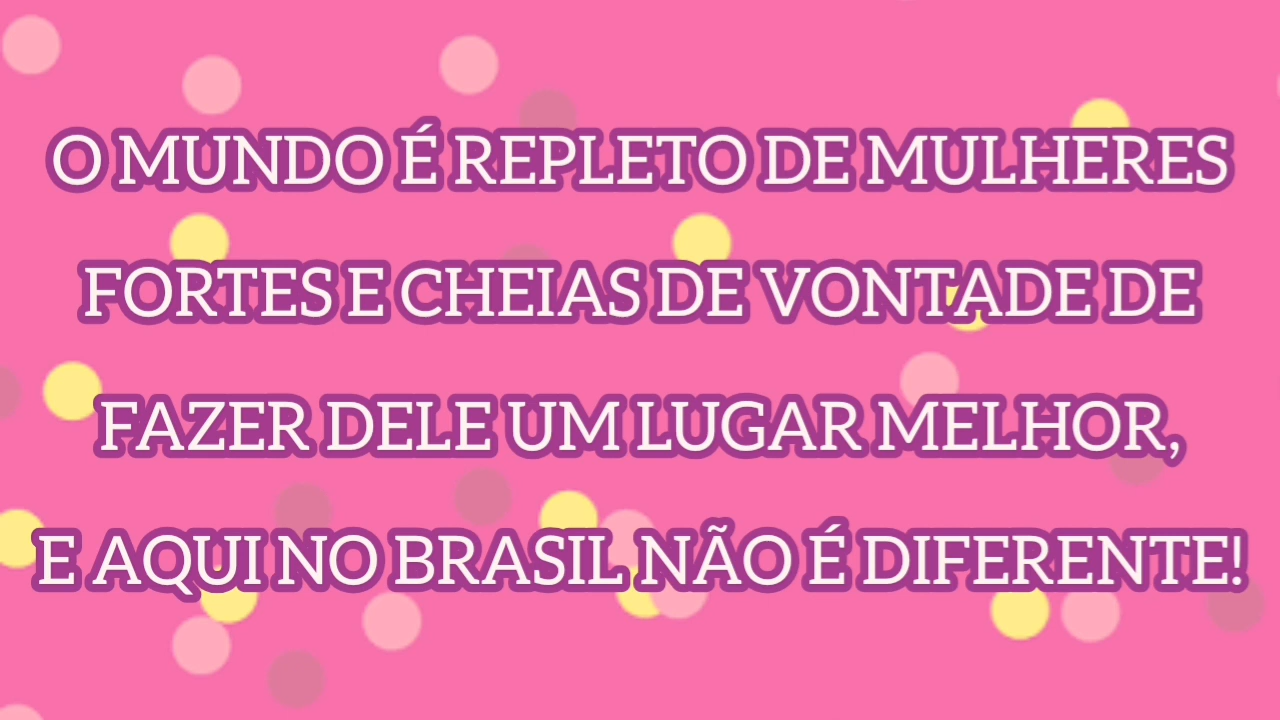 O MUNDO É REPLETO DE MULHERES
FORTES E CHEIAS DE VONTADE DE
FAZER DELE UM LUGAR MELHOR,
E AQUI NO BRASIL NÃO É DIFERENTE!